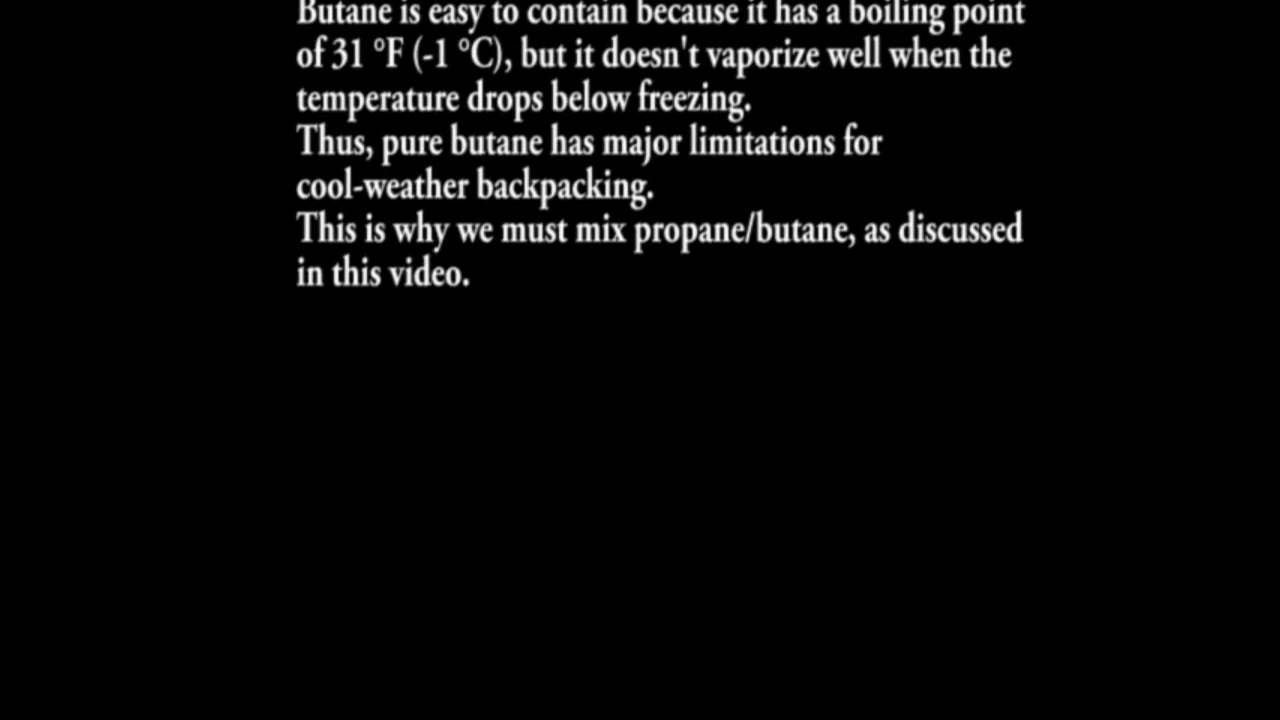 Butane is easy to contain because it has a boiling point
of 31 °F (-1 °C), but it doesn't vaporize well when the
temperature drops below freezing.
Thus, pure butane has major limitations for
cool-weather backpacking.
This is why we must mix propane/butane, as discussed
in this video.